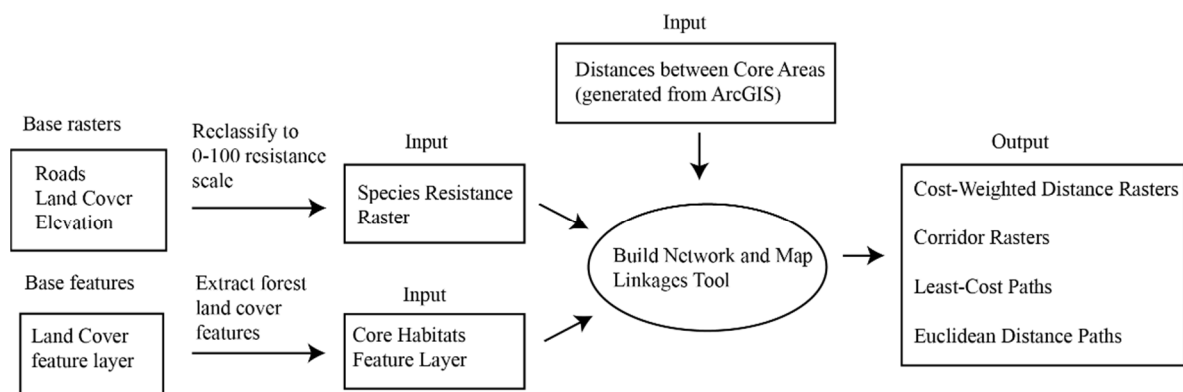 Input
Distances between Core Areas
(generated from ArcGIS)
Base rasters
Roads
Land Cover
Elevation
Reclassify to
0-100 resistance
scale
Input
Species Resistance
Raster
Base features
Land Cover
feature layer
Extract forest
land cover
features
Input
Core Habitats
Feature Layer
Build Network and Map
Linkages Tool
Output
Cost-Weighted Distance Rasters
Corridor Rasters
Least-Cost Paths
Euclidean Distance Paths